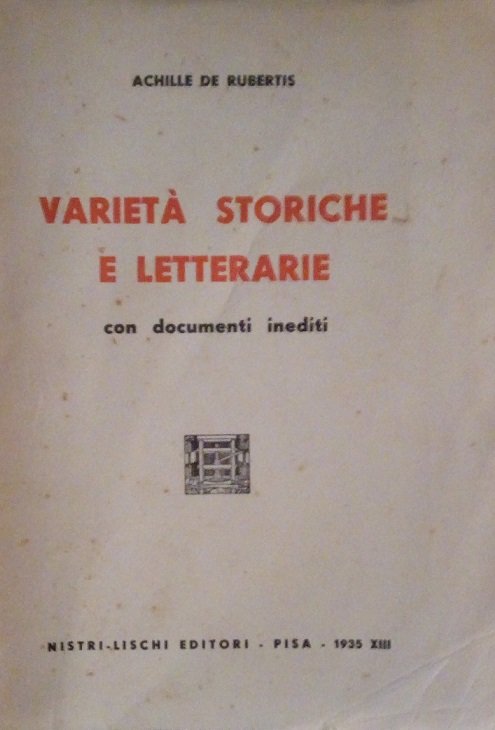 ACHILLE DE RUBERTIS
VARIETÀ STORICHE
E LETTERARIE
con documenti inediti
NISTRI-LISCHI EDITORI - PISA - 1935 XIII